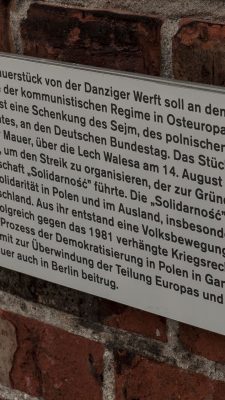 auerstück von der Danziger Werft soll an den
der kommunistischen Regime in Osteuropa
st eine Schenkung des Sejm, des polnischen
tes, an den Deutschen Bundestag. Das Stüc
r Mauer, über die Lech Walesa am 14. August
, um den Streik zu organisieren, der zur Grün
schaft „Solidarność" führte. Die „Solidarność"
olidarität in Polen und im Ausland, insbesond
schland. Aus ihr entstand eine Volksbewegung
olgreich gegen das 1981 verhängte Kriegsrec
Prozess der Demokratisierung in Polen in Gan
mit zur Überwindung der Teilung Europas und
uer auch in Berlin beitrug.